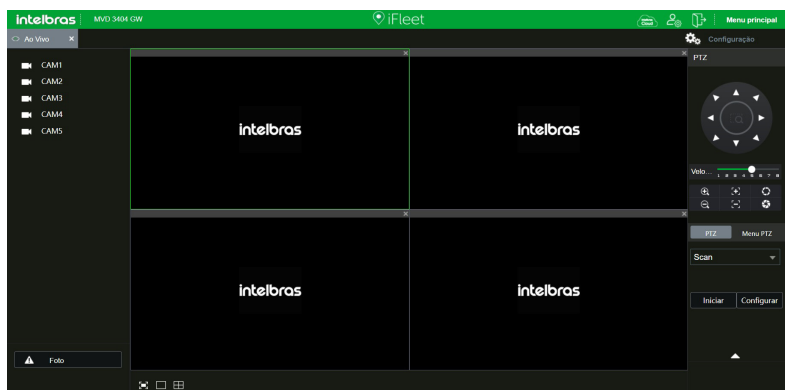 intelbras MVD 3404 GW iFleet Menu principal
Ao Vivo × Configuração
CAM1
CAM2
CAM3
CAM4
CAM5
intelbras intelbras
intelbras intelbras
PTZ
Velo... 1 2 3 4 5 6 7 8
PTZ Menu PTZ
Scan
Iniciar Configurar
Foto